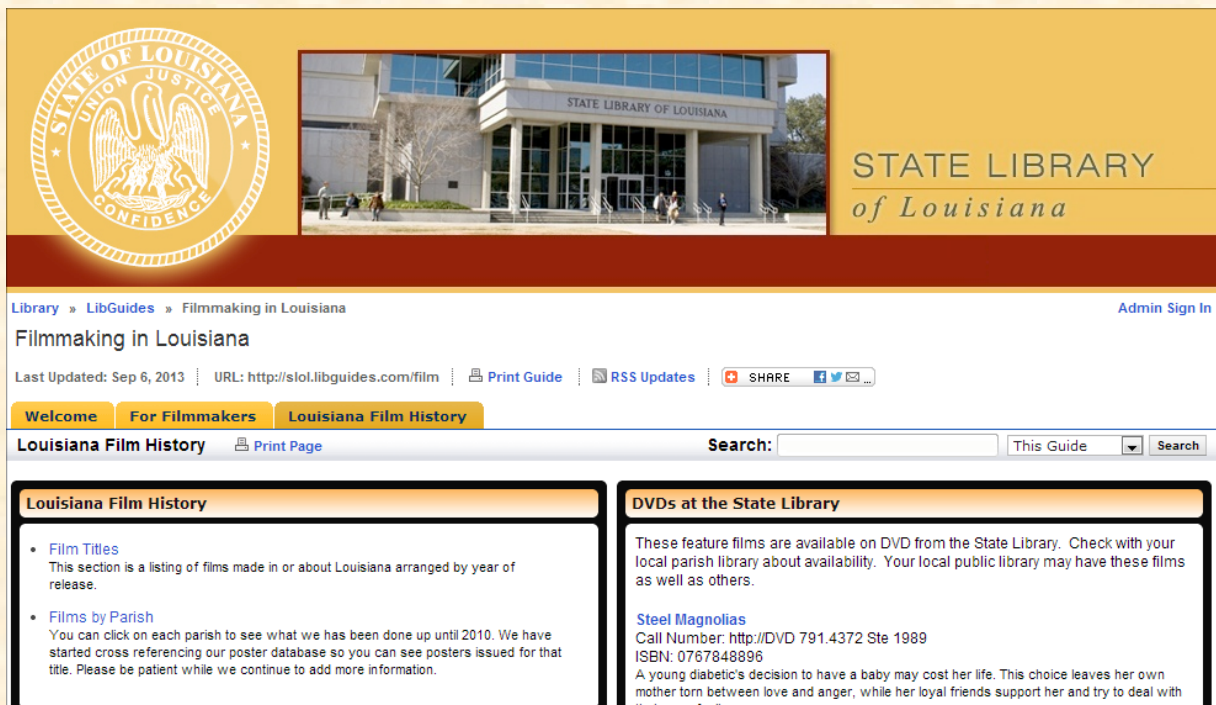 STATE OF LOUISIANA
UNION JUSTICE
CONFIDENCE
STATE LIBRARY OF LOUISIANA
STATE LIBRARY
of Louisiana
Library » LibGuides » Filmmaking in Louisiana
Admin Sign In
Filmmaking in Louisiana
Last Updated: Sep 6, 2013 URL: http://slol.libguides.com/film Print Guide RSS Updates SHARE ...
Welcome For Filmmakers Louisiana Film History
Louisiana Film History Print Page Search: This Guide Search
Louisiana Film History
• Film Titles
This section is a listing of films made in or about Louisiana arranged by year of
release.
• Films by Parish
You can click on each parish to see what we has been done up until 2010. We have
started cross referencing our poster database so you can see posters issued for that
title. Please be patient while we continue to add more information.
DVDs at the State Library
These feature films are available on DVD from the State Library. Check with your
local parish library about availability. Your local public library may have these films
as well as others.
Steel Magnolias
Call Number: http://DVD 791.4372 Ste 1989
ISBN: 0767848896
A young diabetic's decision to have a baby may cost her life. This choice leaves her own
mother torn between love and anger, while her loyal friends support her and try to deal with